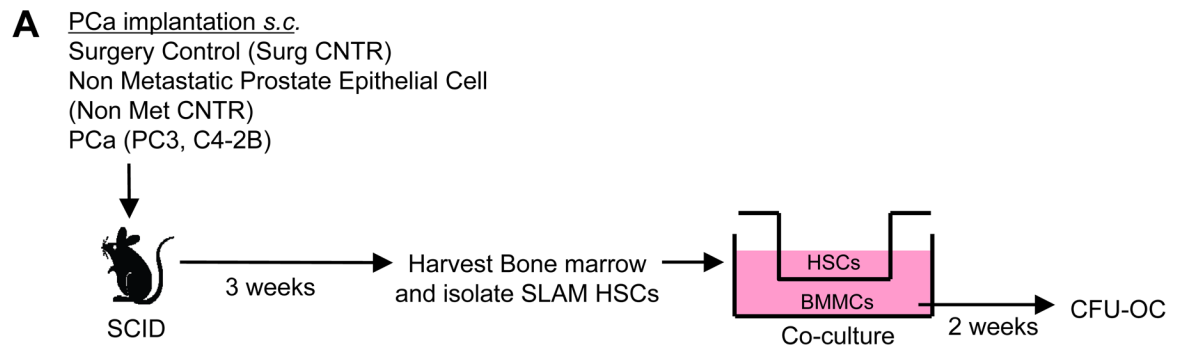 A
PCa implantation s.c.
Surgery Control (Surg CNTR)
Non Metastatic Prostate Epithelial Cell
(Non Met CNTR)
PCa (PC3, C4-2B)
SCID
3 weeks
Harvest Bone marrow
and isolate SLAM HSCs
HSCs
BMMCs
Co-culture
2 weeks
CFU-OC